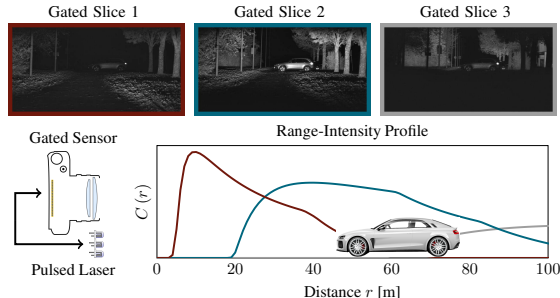 Gated Slice 1 Gated Slice 2 Gated Slice 3
Gated Sensor
Range-Intensity Profile
C (r)
Pulsed Laser
0 20 40 60 80 100
Distance r [m]